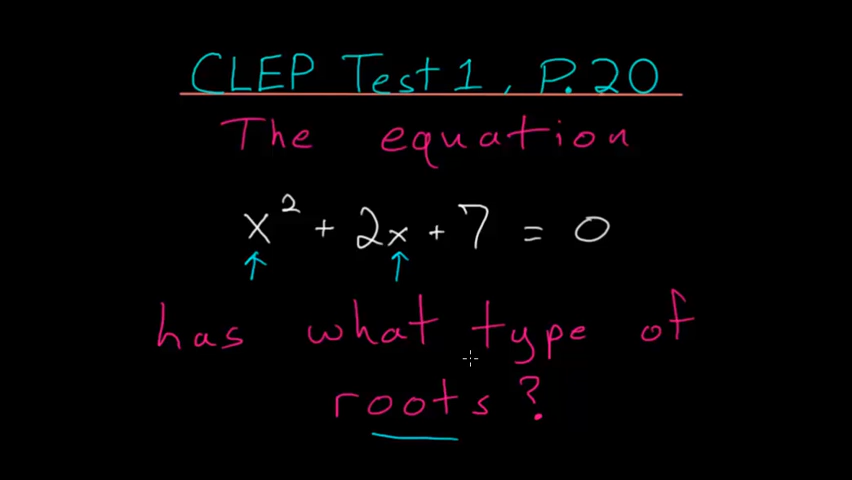 CLEP Test 1, P.20
The equation
x² + 2x + 7 = 0
has what type of
roots?